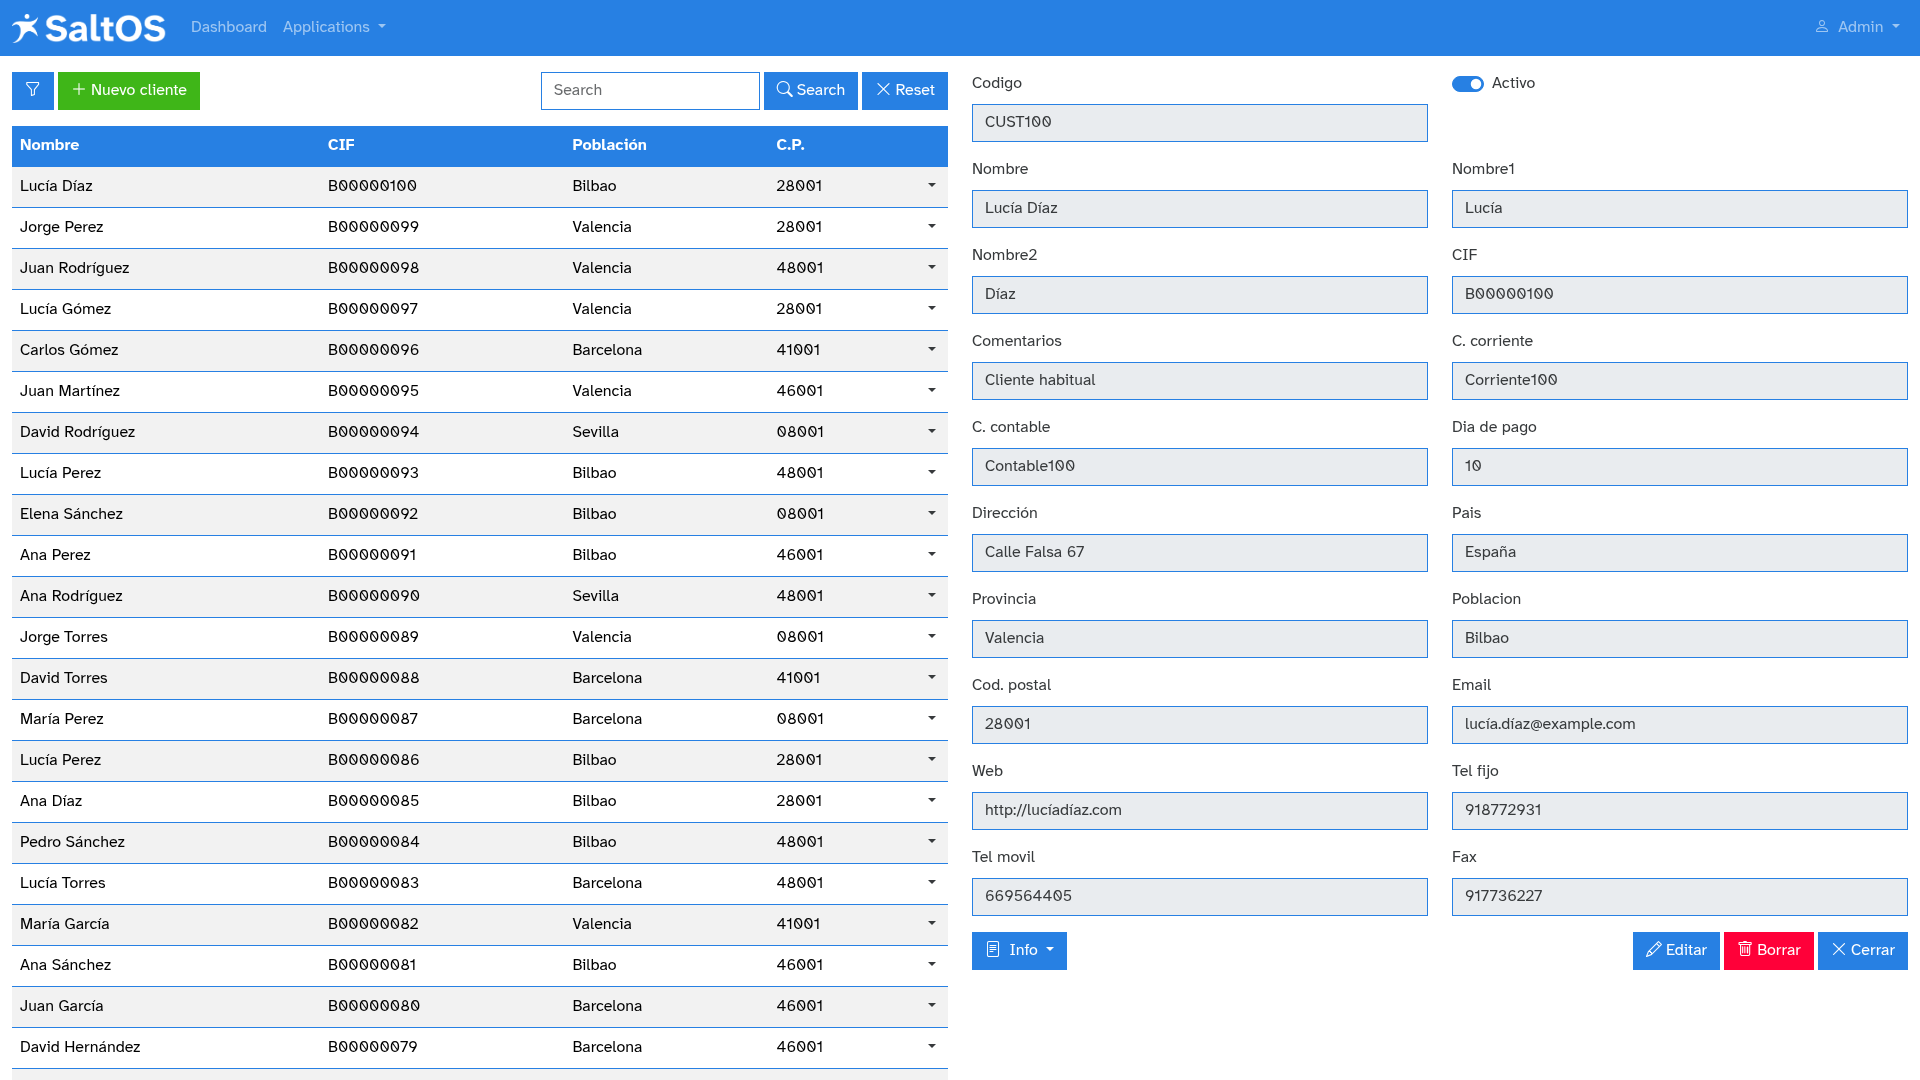 SaltOS Dashboard Applications Admin
Nuevo cliente Search Search Reset
Nombre CIF Población C.P.
Lucía Díaz B00000100 Bilbao 28001
Jorge Perez B00000099 Valencia 28001
Juan Rodríguez B00000098 Valencia 48001
Lucía Gómez B00000097 Valencia 28001
Carlos Gómez B00000096 Barcelona 41001
Juan Martínez B00000095 Valencia 46001
David Rodríguez B00000094 Sevilla 08001
Lucía Perez B00000093 Bilbao 48001
Elena Sánchez B00000092 Bilbao 08001
Ana Perez B00000091 Bilbao 46001
Ana Rodríguez B00000090 Sevilla 48001
Jorge Torres B00000089 Valencia 08001
David Torres B00000088 Barcelona 41001
María Perez B00000087 Barcelona 08001
Lucía Perez B00000086 Bilbao 28001
Ana Díaz B00000085 Bilbao 28001
Pedro Sánchez B00000084 Bilbao 48001
Lucía Torres B00000083 Barcelona 48001
María García B00000082 Valencia 41001
Ana Sánchez B00000081 Bilbao 46001
Juan García B00000080 Barcelona 46001
David Hernández B00000079 Barcelona 46001
Codigo Activo
CUST100
Nombre Nombre1
Lucía Díaz Lucía
Nombre2 CIF
Díaz B00000100
Comentarios C. corriente
Cliente habitual Corriente100
C. contable Dia de pago
Contable100 10
Dirección Pais
Calle Falsa 67 España
Provincia Poblacion
Valencia Bilbao
Cod. postal Email
28001 lucía.díaz@example.com
Web Tel fijo
http://lucíadíaz.com 918772931
Tel movil Fax
669564405 917736227
Info Editar Borrar Cerrar